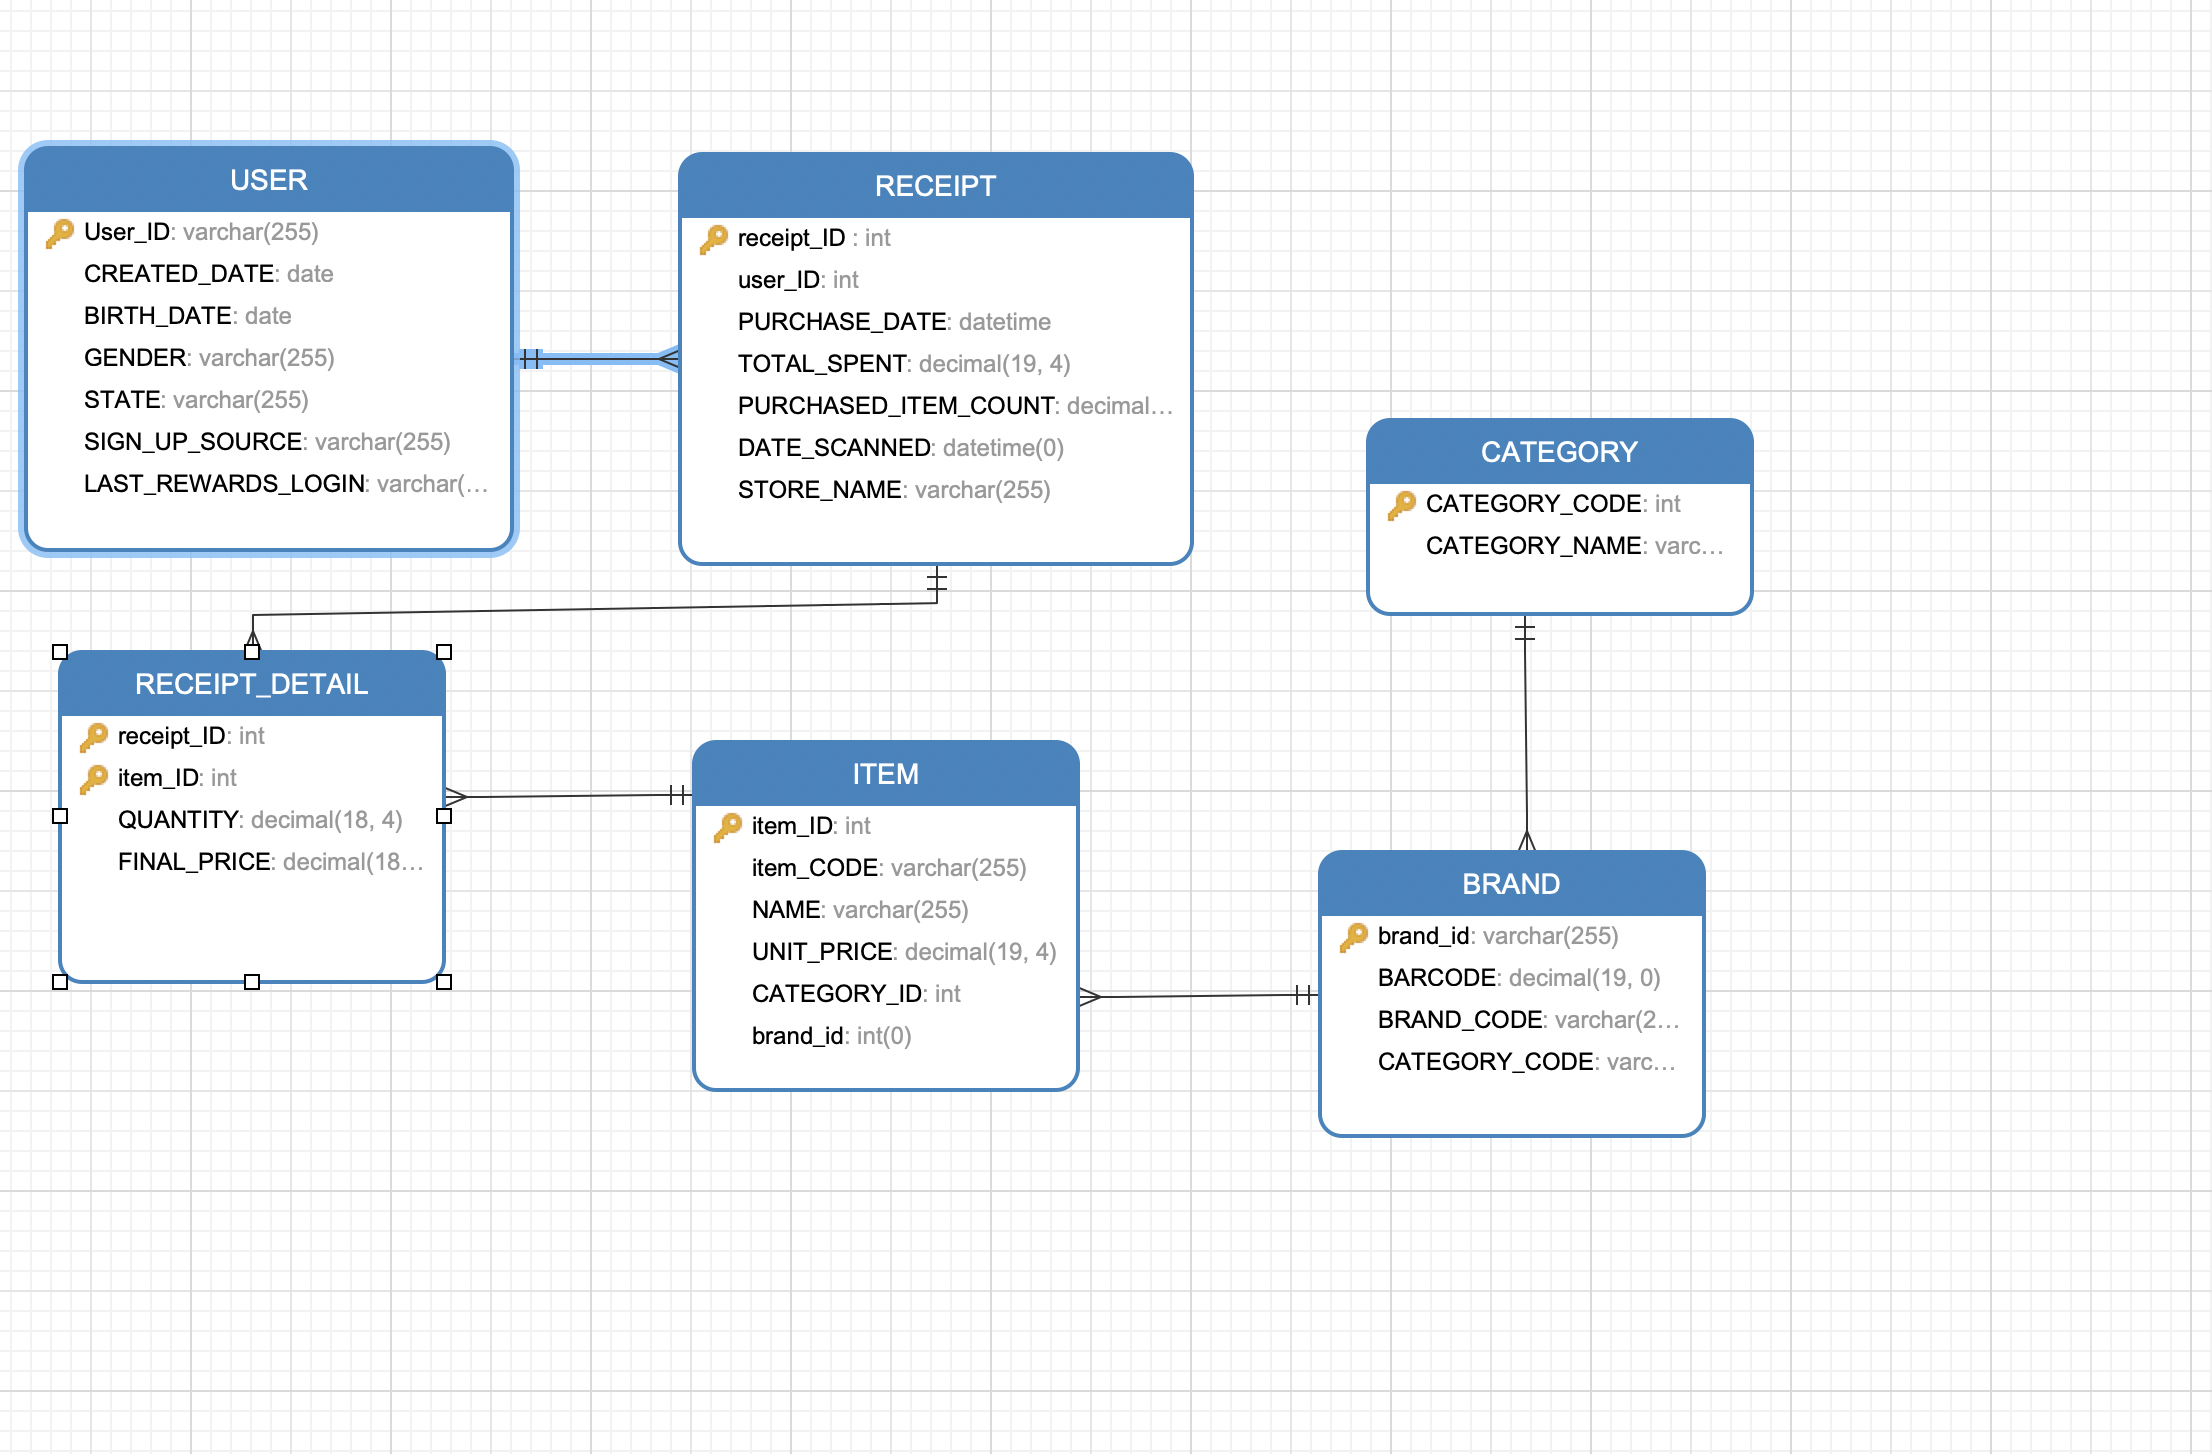 USER
User_ID: varchar(255)
CREATED_DATE: date
BIRTH_DATE: date
GENDER: varchar(255)
STATE: varchar(255)
SIGN_UP_SOURCE: varchar(255)
LAST_REWARDS_LOGIN: varchar(...
RECEIPT
receipt_ID : int
user_ID: int
PURCHASE_DATE: datetime
TOTAL_SPENT: decimal(19, 4)
PURCHASED_ITEM_COUNT: decimal...
DATE_SCANNED: datetime(0)
STORE_NAME: varchar(255)
CATEGORY
CATEGORY_CODE: int
CATEGORY_NAME: varc...
RECEIPT_DETAIL
receipt_ID: int
item_ID: int
QUANTITY: decimal(18, 4)
FINAL_PRICE: decimal(18...
ITEM
item_ID: int
item_CODE: varchar(255)
NAME: varchar(255)
UNIT_PRICE: decimal(19, 4)
CATEGORY_ID: int
brand_id: int(0)
BRAND
brand_id: varchar(255)
BARCODE: decimal(19, 0)
BRAND_CODE: varchar(2...
CATEGORY_CODE: varc...